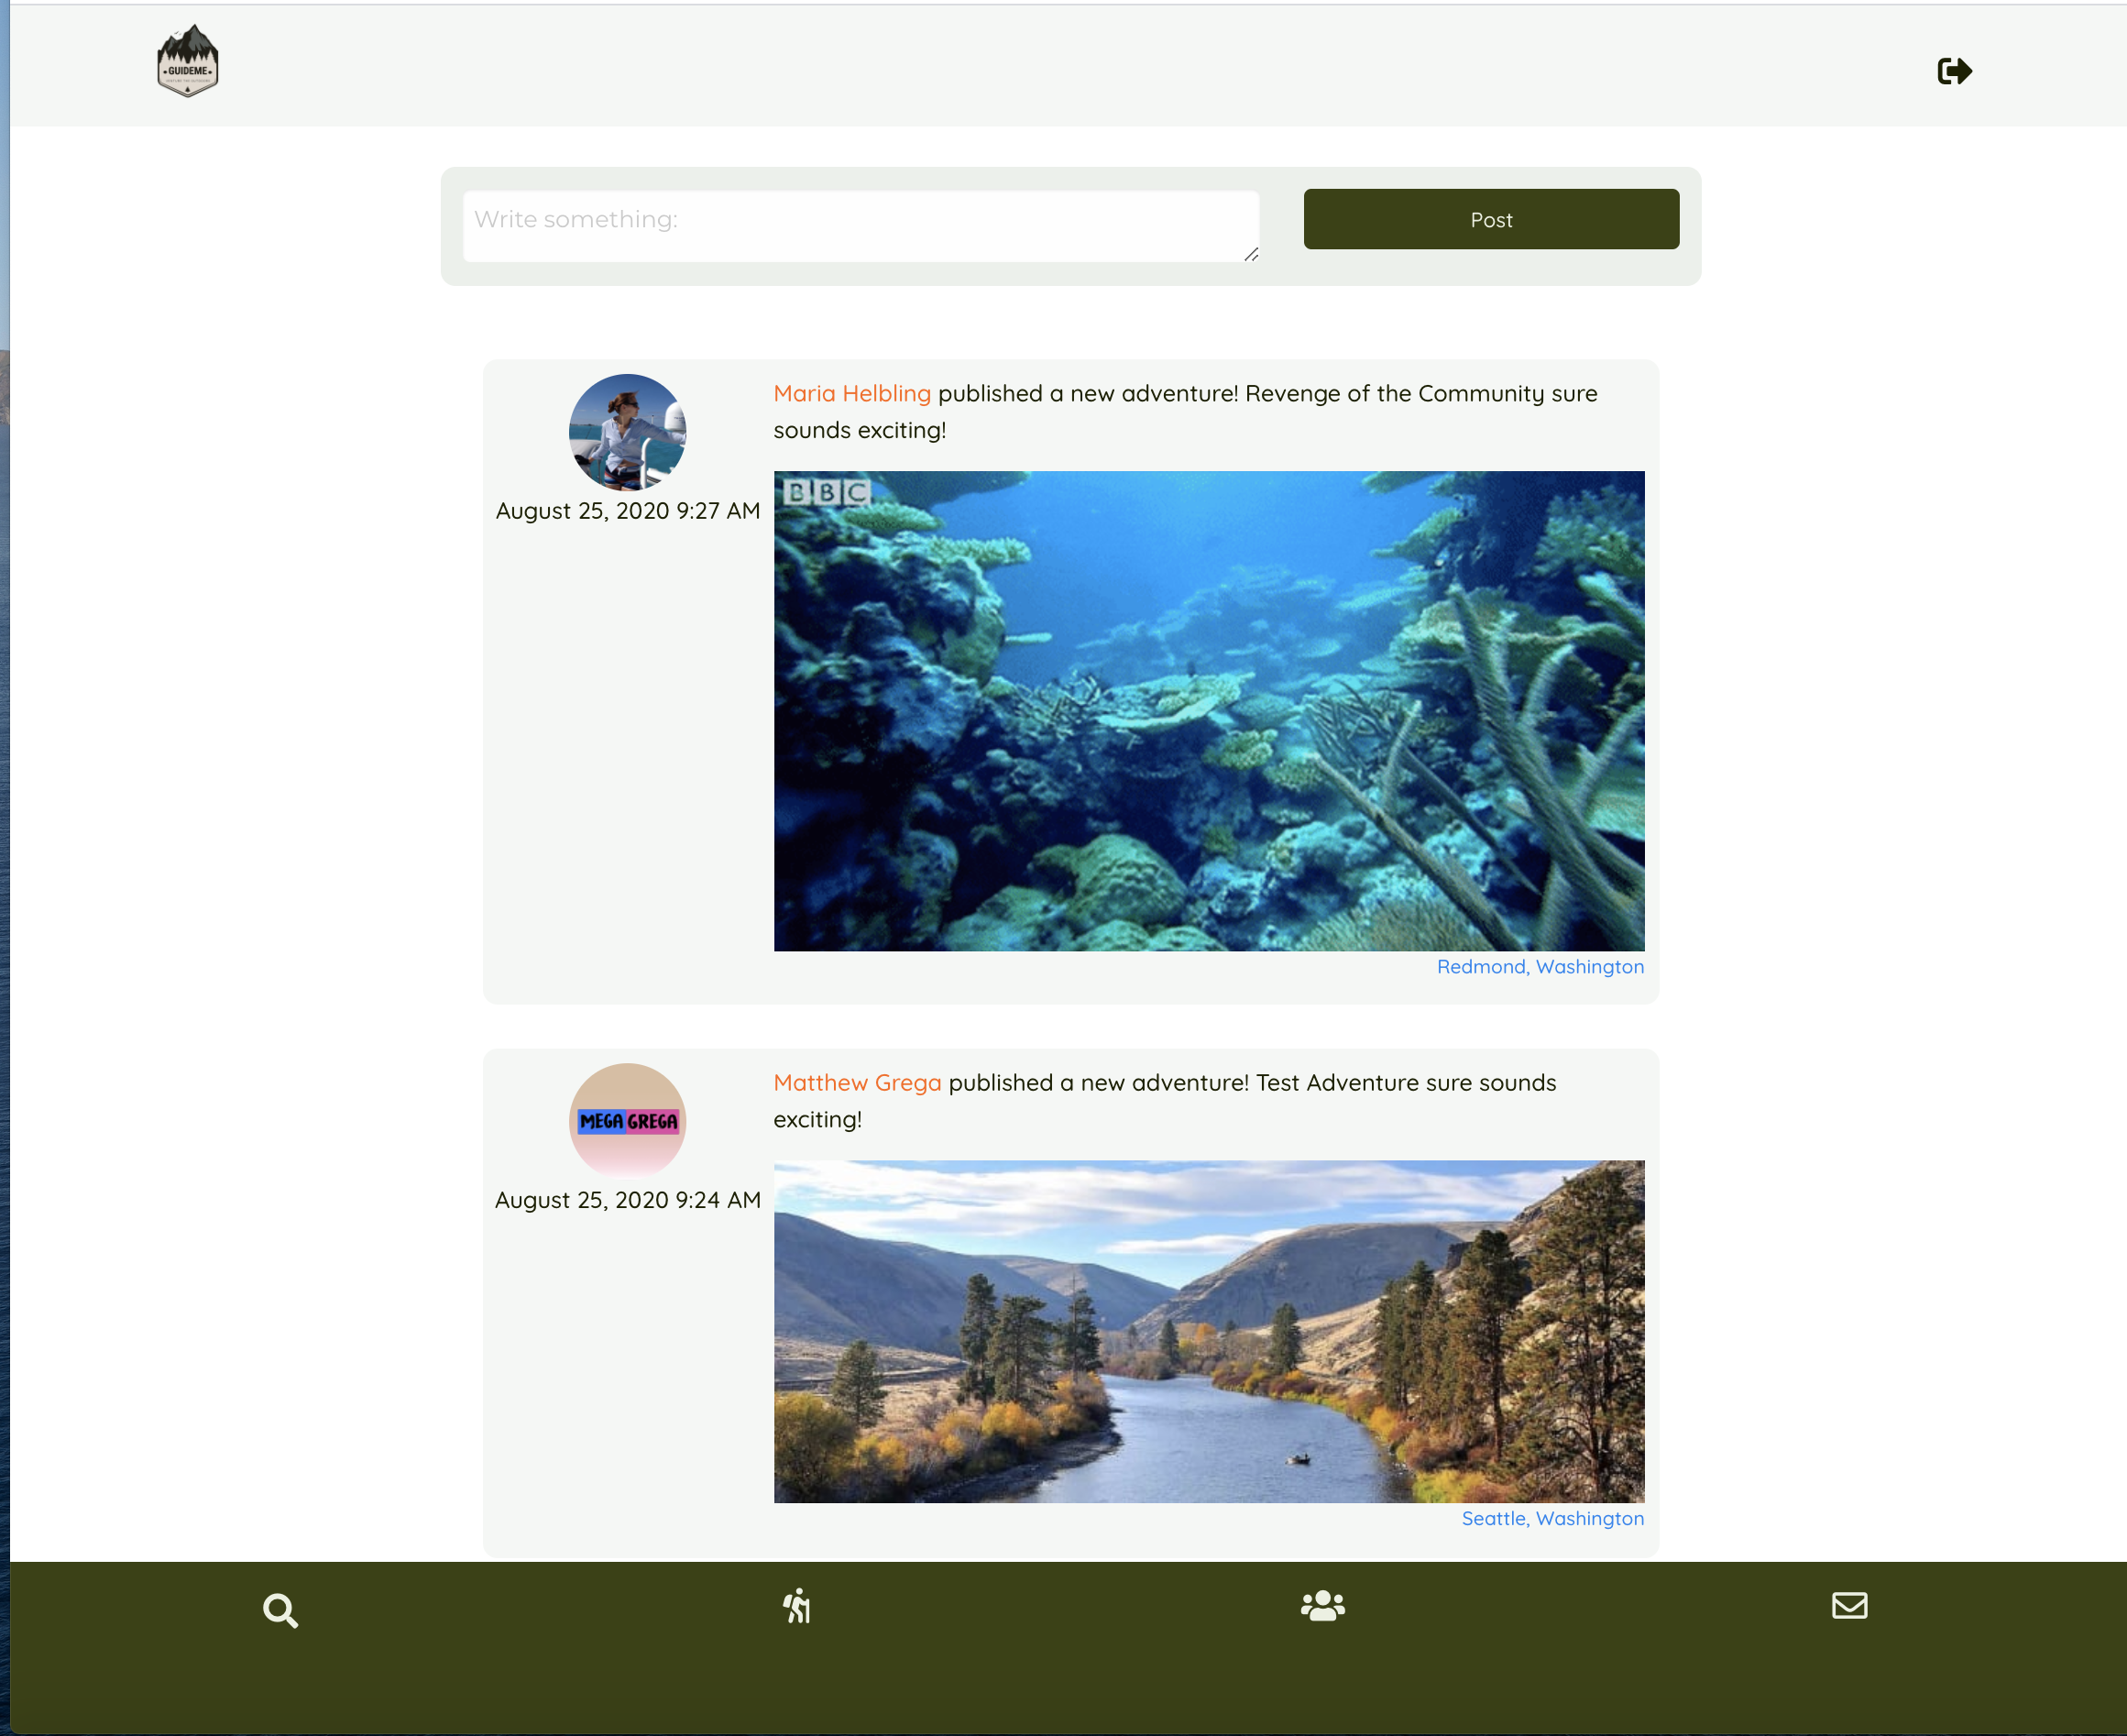 GUIDEME
Write something:
Post
Maria Helbling published a new adventure! Revenge of the Community sure
sounds exciting!
August 25, 2020 9:27 AM
BBC
Redmond, Washington
Matthew Grega published a new adventure! Test Adventure sure sounds
exciting!
MEGA GREGA
August 25, 2020 9:24 AM
Seattle, Washington